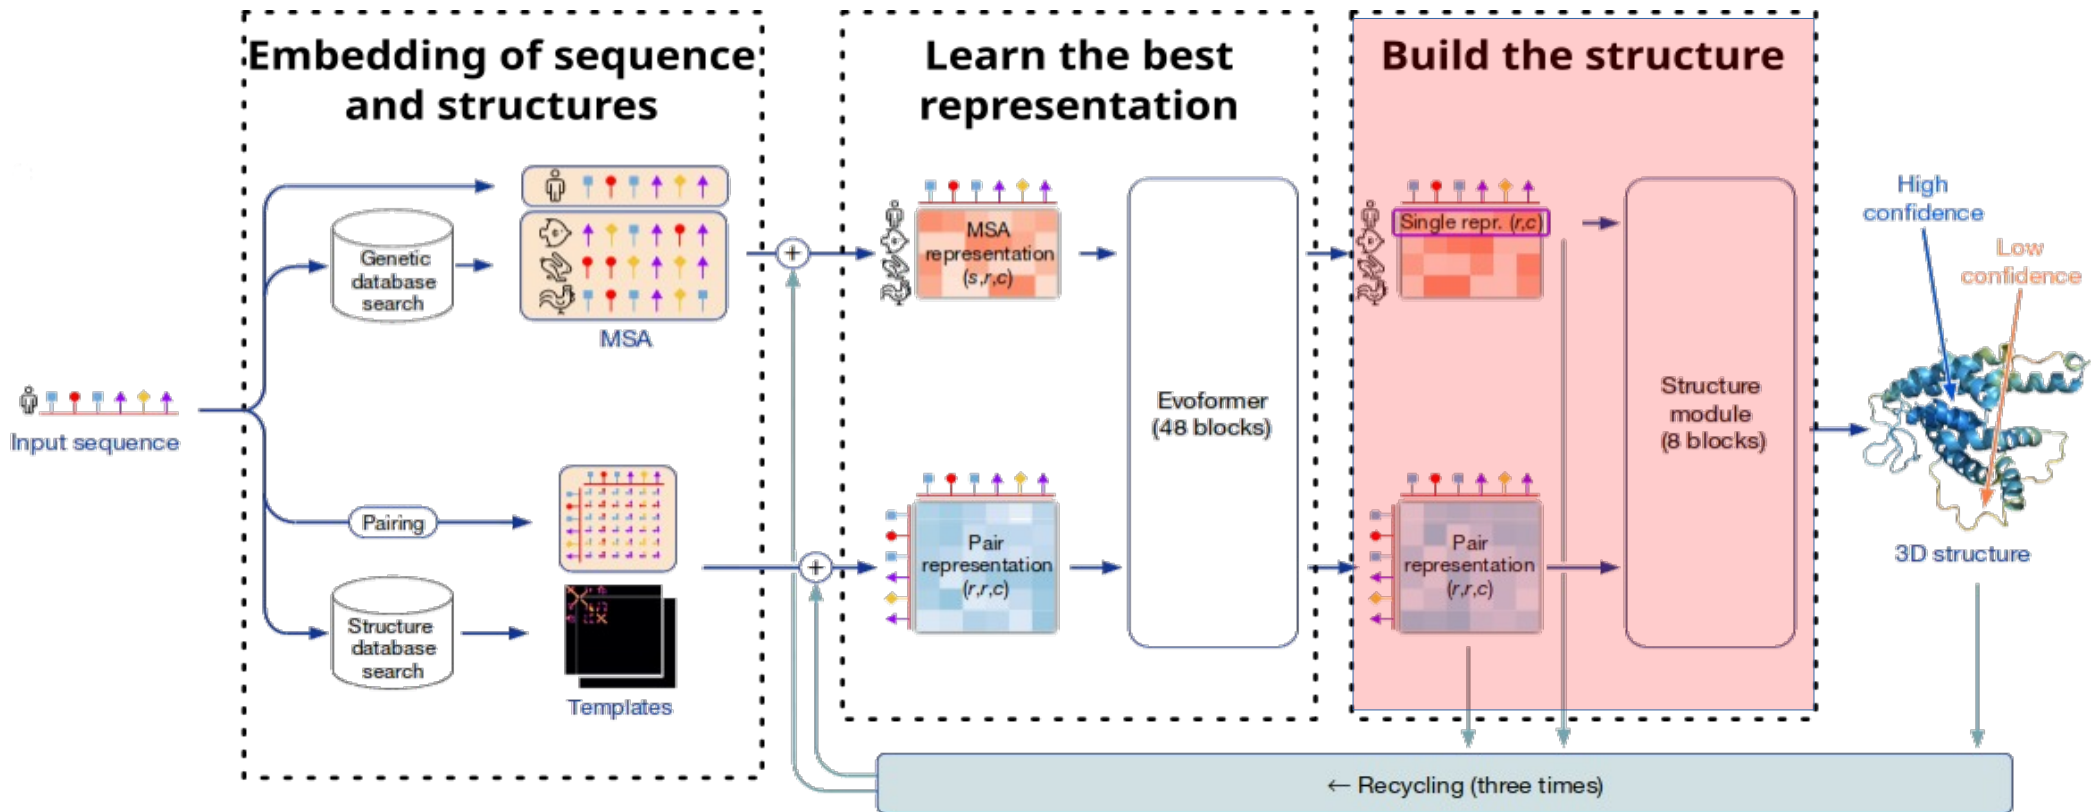 Embedding of sequence
and structures
Learn the best
representation
Build the structure
Input sequence
Genetic
database
search
MSA
Pairing
Structure
database
search
Templates
+
+
MSA
representation
(s,r,c)
Pair
representation
(r,r,c)
Evoformer
(48 blocks)
Single repr. (r,c)
Pair
representation
(r,r,c)
Structure
module
(8 blocks)
High
confidence
Low
confidence
3D structure
← Recycling (three times)